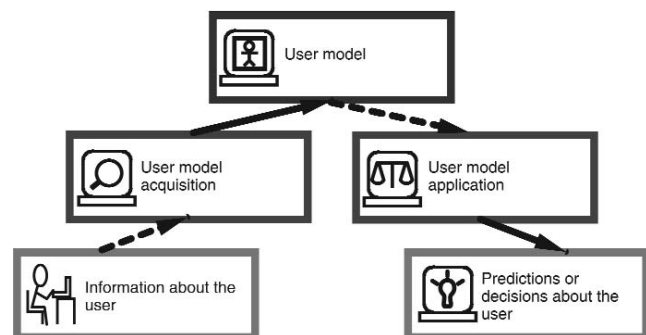 User model
User model
acquisition
User model
application
Information about the
user
Predictions or
decisions about the
user